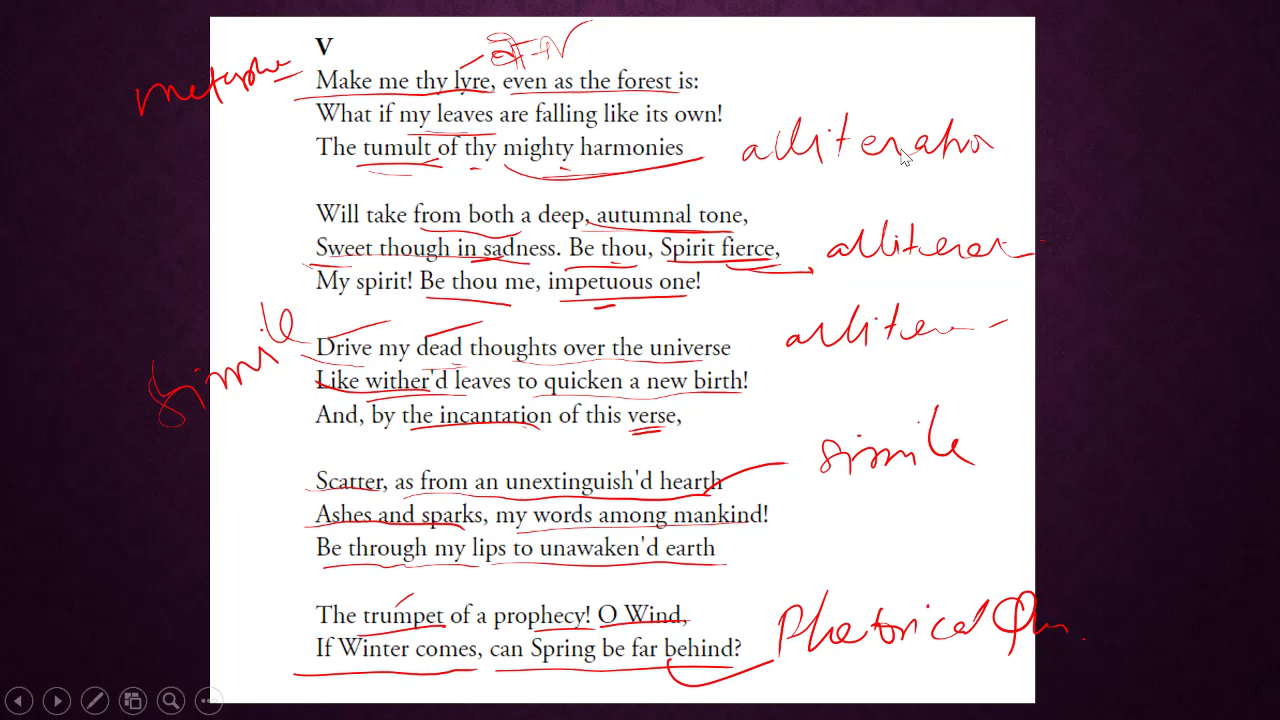 V
Make me thy lyre, even as the forest is:
metaphe
What if my leaves are falling like its own!
The tumult of thy mighty harmonies
alliteratio
Will take from both a deep, autumnal tone,
Sweet though in sadness. Be thou, Spirit fierce,
alliterat
My spirit! Be thou me, impetuous one!
allite
Drive my dead thoughts over the universe
simile
Like wither'd leaves to quicken a new birth!
And, by the incantation of this verse,
simile
Scatter, as from an unextinguish'd hearth
Ashes and sparks, my words among mankind!
Be through my lips to unawaken'd earth
The trumpet of a prophecy! O Wind,
Rhetorical
If Winter comes, can Spring be far behind?